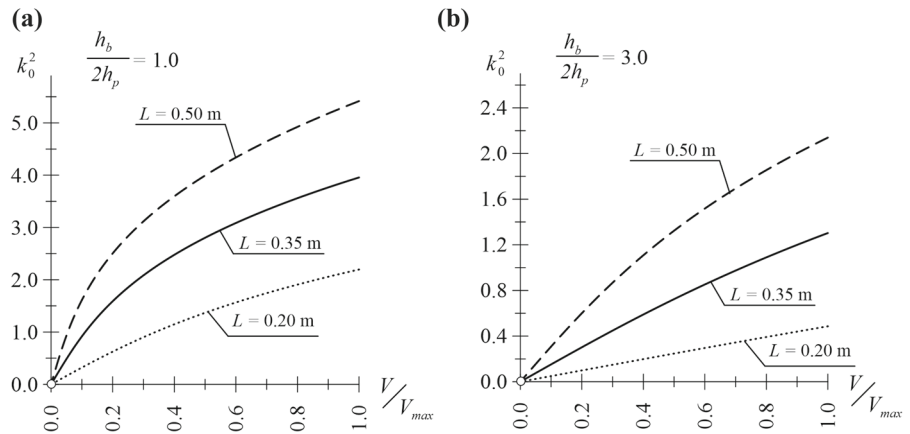 (a)
h_b / 2h_p = 1.0
k_0^2
5.0
4.0
3.0
2.0
1.0
0.0
L = 0.50 m
L = 0.35 m
L = 0.20 m
0.0 0.2 0.4 0.6 0.8 1.0
V / V_max
(b)
h_b / 2h_p = 3.0
k_0^2
2.4
2.0
1.6
1.2
0.8
0.4
0.0
L = 0.50 m
L = 0.35 m
L = 0.20 m
0.0 0.2 0.4 0.6 0.8 1.0
V / V_max